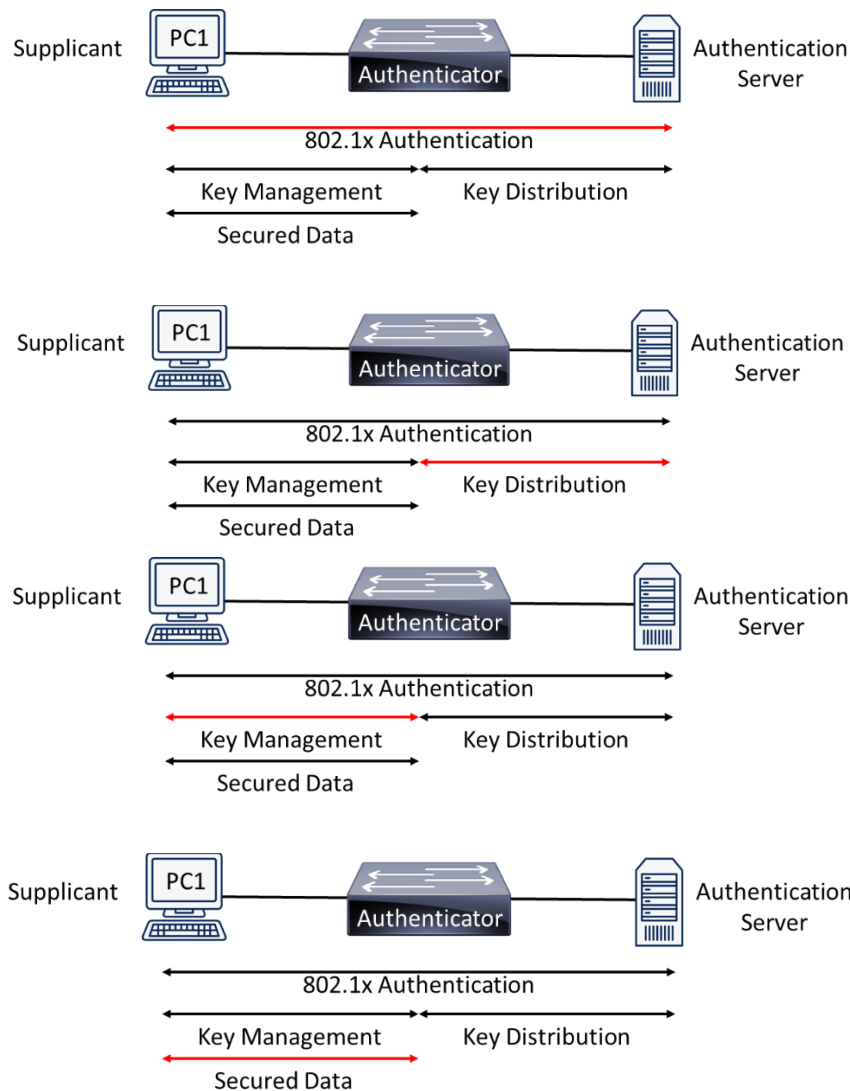 Supplicant
PC1
Authenticator
Authentication
Server
802.1x Authentication
Key Management
Key Distribution
Secured Data
Supplicant
PC1
Authenticator
Authentication
Server
802.1x Authentication
Key Management
Key Distribution
Secured Data
Supplicant
PC1
Authenticator
Authentication
Server
802.1x Authentication
Key Management
Key Distribution
Secured Data
Supplicant
PC1
Authenticator
Authentication
Server
802.1x Authentication
Key Management
Key Distribution
Secured Data